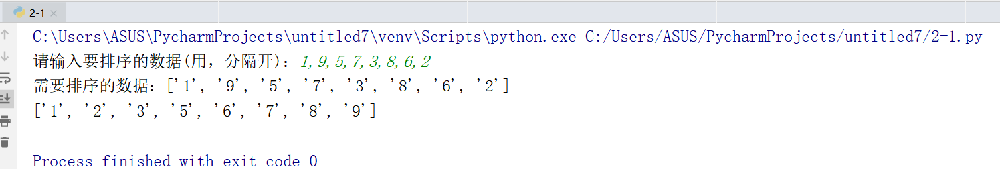 2-1
C:\Users\ASUS\PycharmProjects\untitled7\venv\Scripts\python.exe C:/Users/ASUS/PycharmProjects/untitled7/2-1.py
请输入要排序的数据(用，分隔开)：1,9,5,7,3,8,6,2
需要排序的数据：['1', '9', '5', '7', '3', '8', '6', '2']
['1', '2', '3', '5', '6', '7', '8', '9']
Process finished with exit code 0